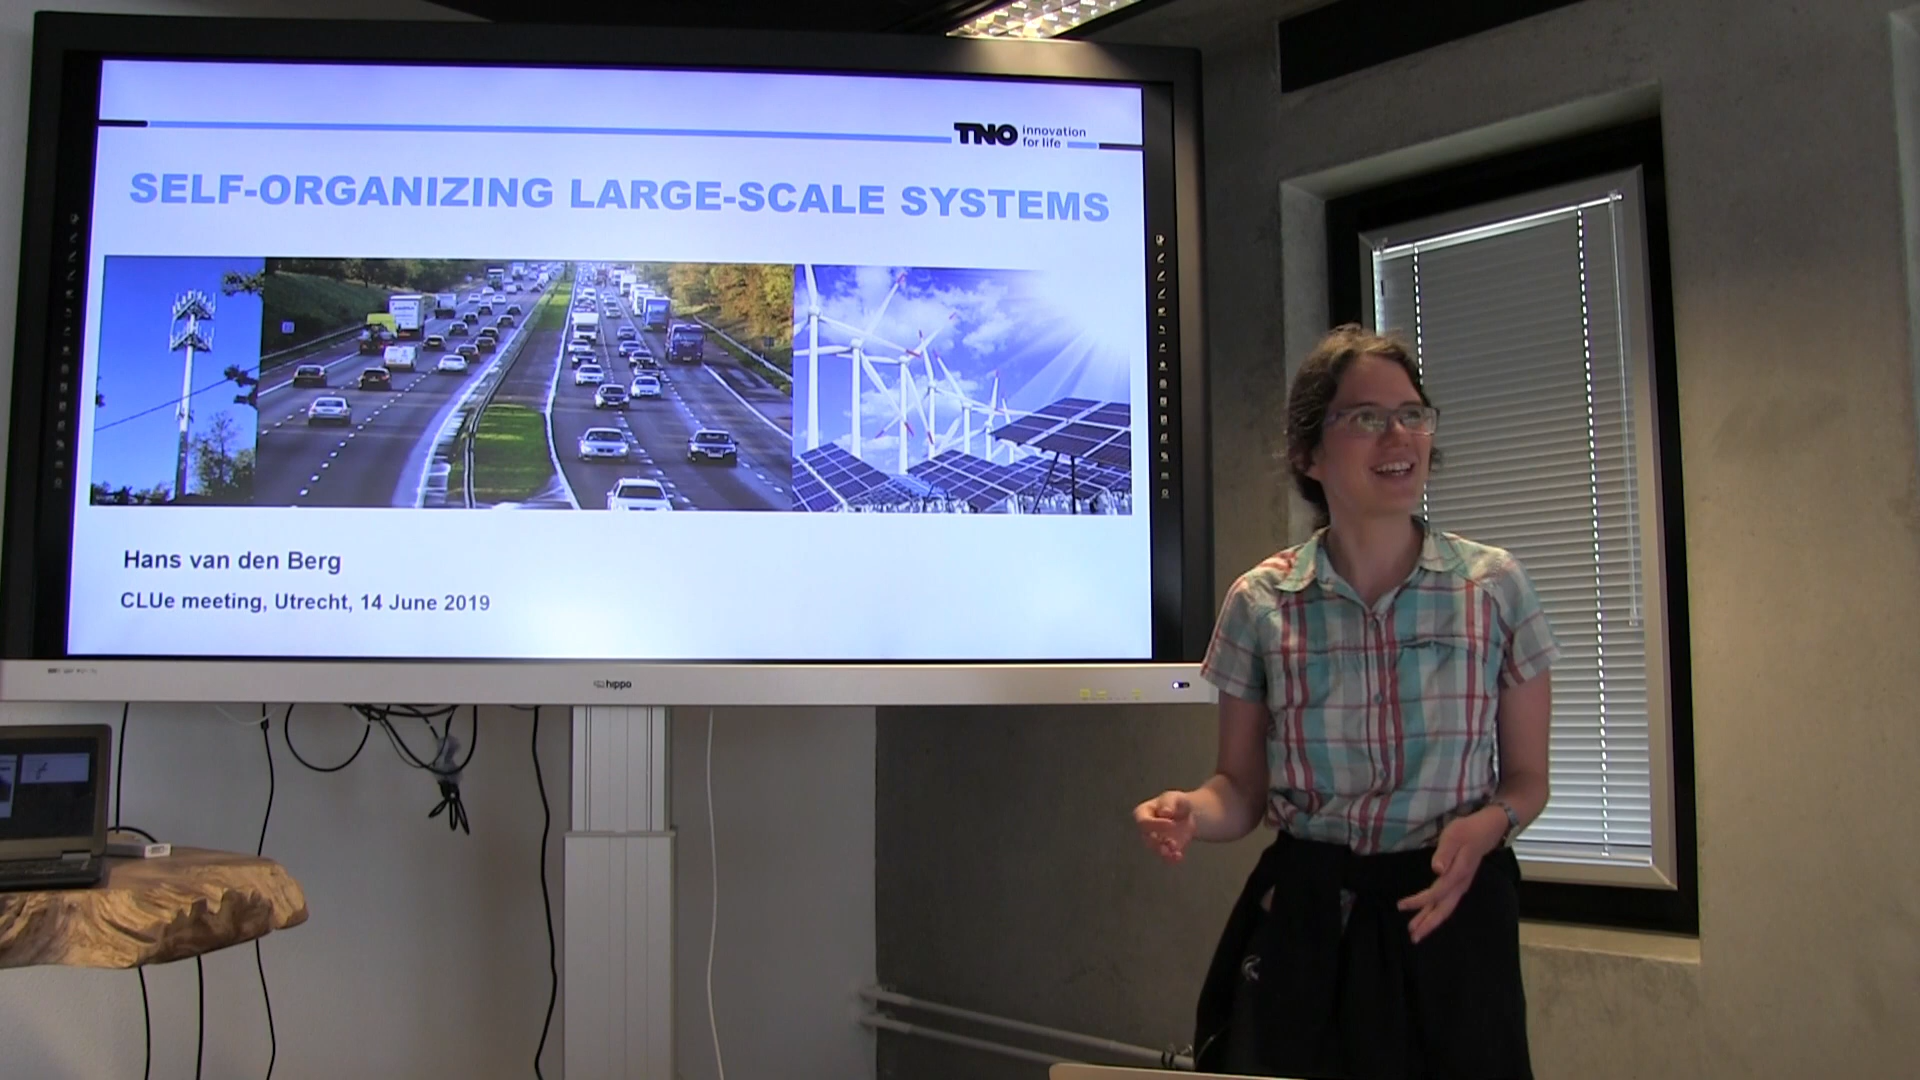 TNO innovation
for life
SELF-ORGANIZING LARGE-SCALE SYSTEMS
Hans van den Berg
CLUe meeting, Utrecht, 14 June 2019
hippo